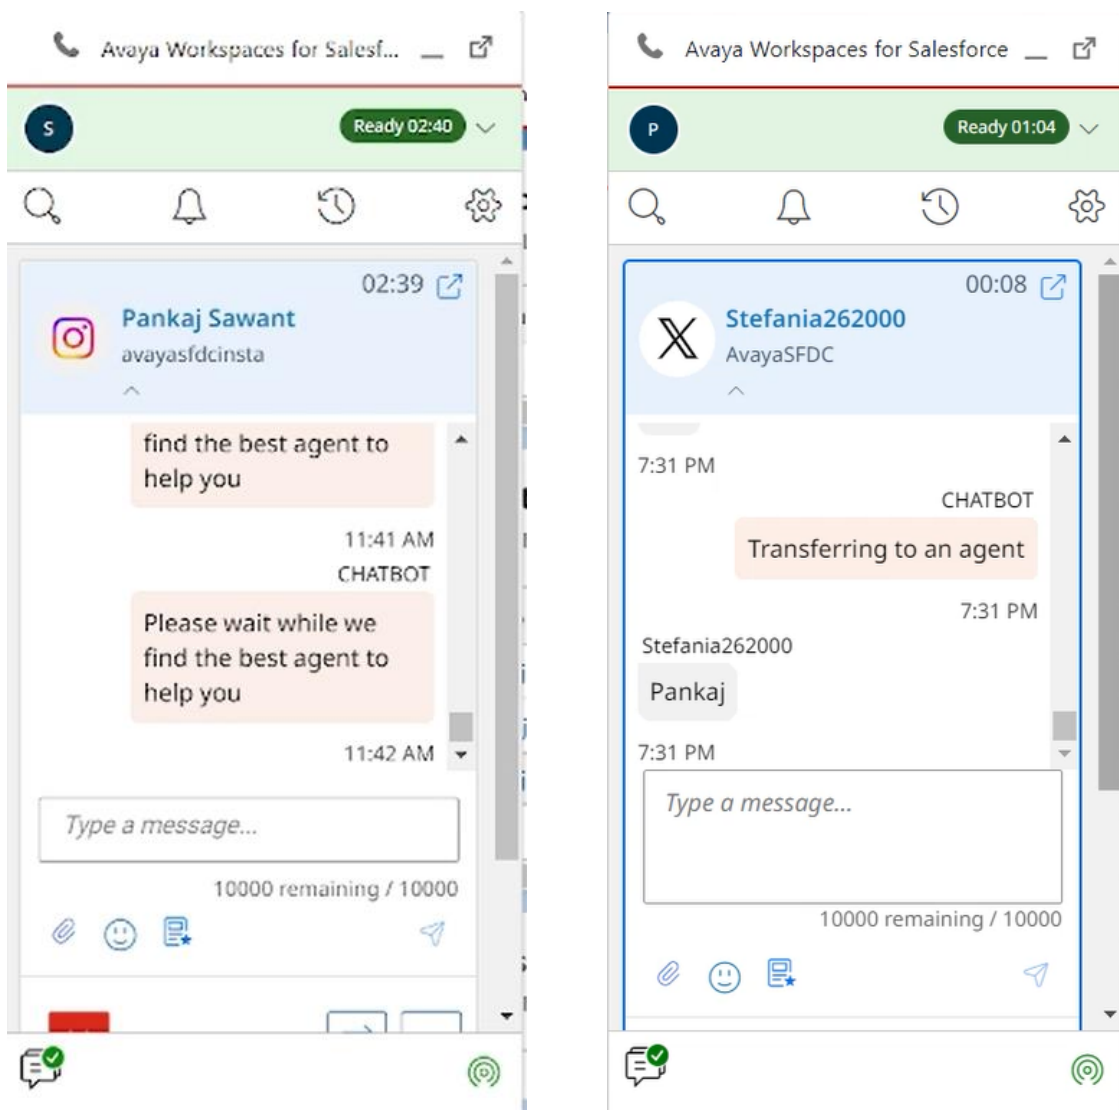 Avaya Workspaces for Salesf...
S
Ready 02:40
02:39
Pankaj Sawant
avayasfdcinsta
find the best agent to
help you
11:41 AM
CHATBOT
Please wait while we
find the best agent to
help you
11:42 AM
Type a message...
10000 remaining / 10000
Avaya Workspaces for Salesforce
P
Ready 01:04
00:08
Stefania262000
AvayaSFDC
7:31 PM
CHATBOT
Transferring to an agent
7:31 PM
Stefania262000
Pankaj
7:31 PM
Type a message...
10000 remaining / 10000